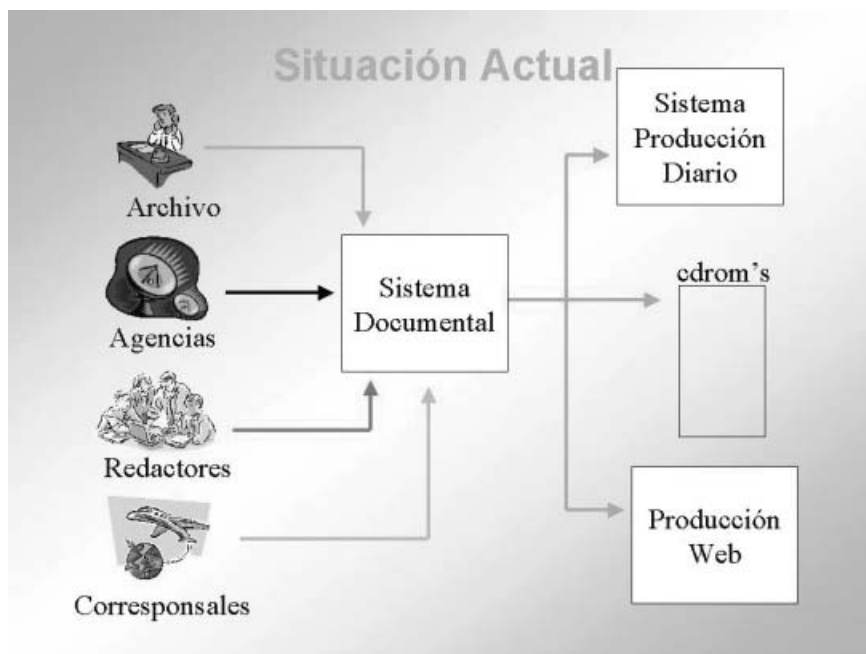 Situación Actual
Archivo
Agencias
Redactores
Corresponsales
Sistema
Documental
Sistema
Producción
Diario
cdrom's
Producción
Web